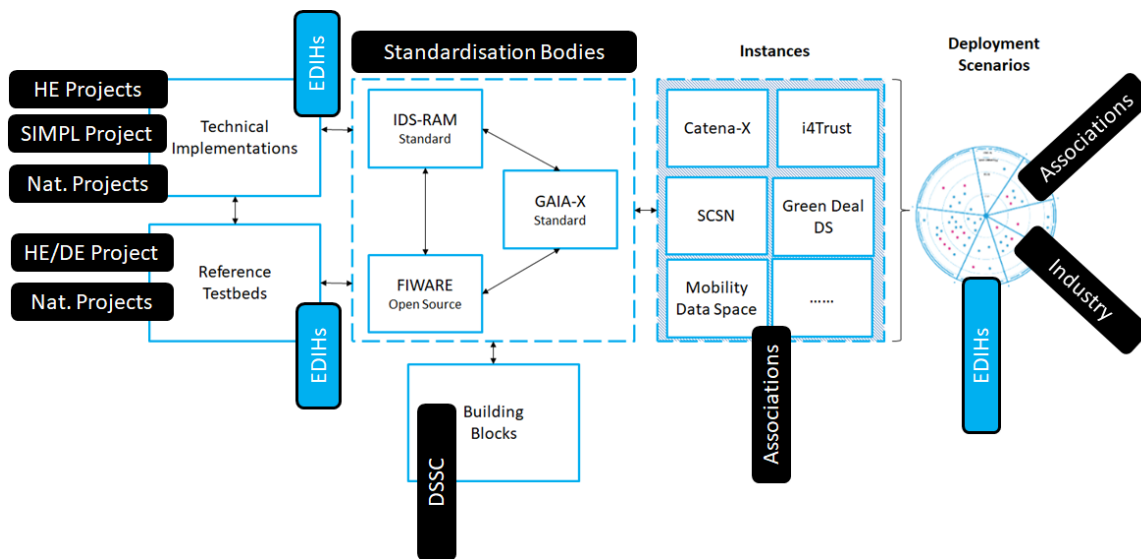 EDIHs
Standardisation Bodies
Instances
Deployment
Scenarios
HE Projects
SIMPL Project
Nat. Projects
Technical
Implementations
IDS-RAM
Standard
GAIA-X
Standard
FIWARE
Open Source
Catena-X
i4Trust
SCSN
Green Deal
DS
Mobility
Data Space
......
Associations
Industry
EDIHs
HE/DE Project
Nat. Projects
Reference
Testbeds
EDIHs
Building
Blocks
DSSC
Associations